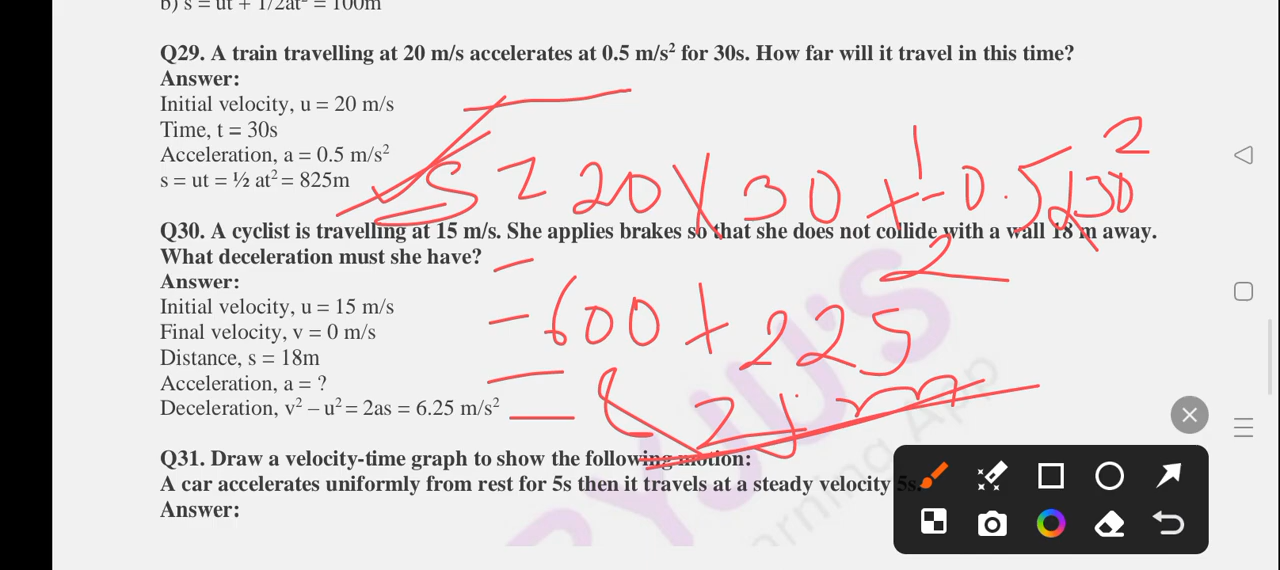 b) s = ut + 1/2at² = 100m
Q29. A train travelling at 20 m/s accelerates at 0.5 m/s² for 30s. How far will it travel in this time?
Answer:
Initial velocity, u = 20 m/s
Time, t = 30s
Acceleration, a = 0.5 m/s²
s = ut = ½ at² = 825m
S = 20 × 30 + 1/2 0.5 × 30²
Q30. A cyclist is travelling at 15 m/s. She applies brakes so that she does not collide with a wall 18 m away.
What deceleration must she have?
Answer:
Initial velocity, u = 15 m/s
= 600 + 225
Final velocity, v = 0 m/s
Distance, s = 18m
Acceleration, a = ?
Deceleration, v² – u² = 2as = 6.25 m/s²
Q31. Draw a velocity-time graph to show the following motion:
A car accelerates uniformly from rest for 5s then it travels at a steady velocity 5s.
Answer:
BYJU'S
Learning App